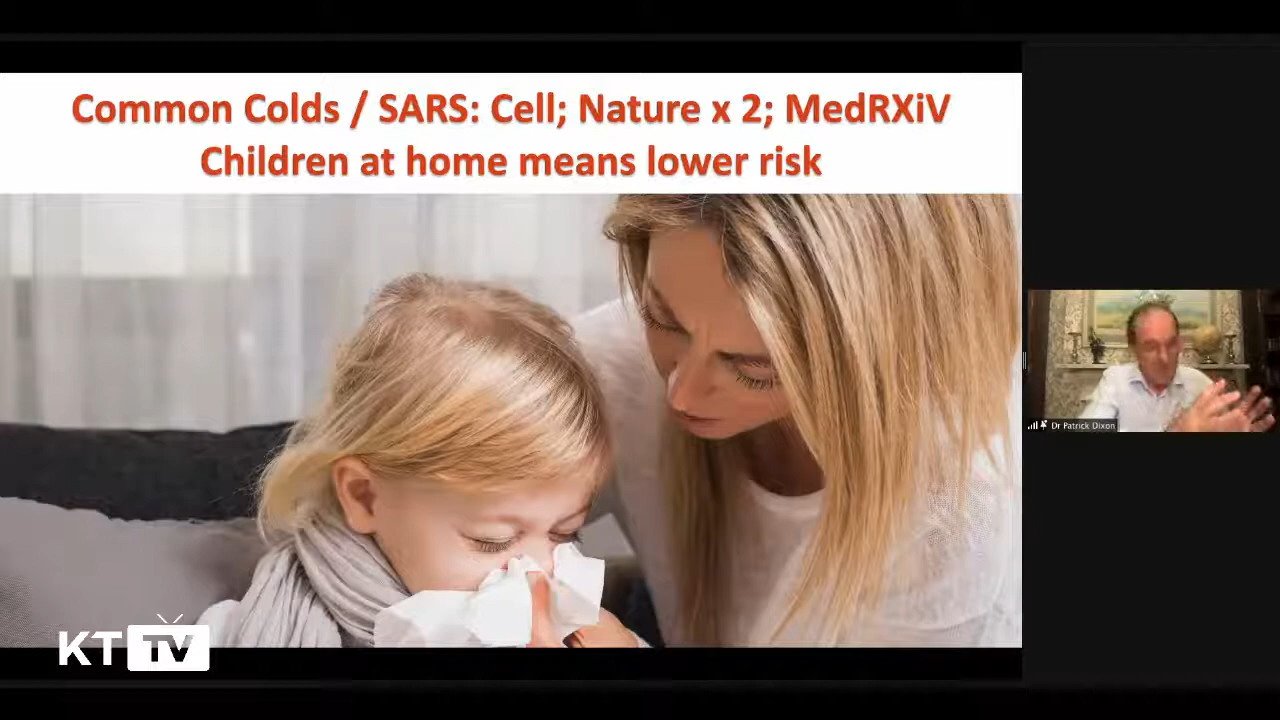 Common Colds / SARS: Cell; Nature x 2; MedRXiV
Children at home means lower risk
Dr Patrick Dixon
KT TV